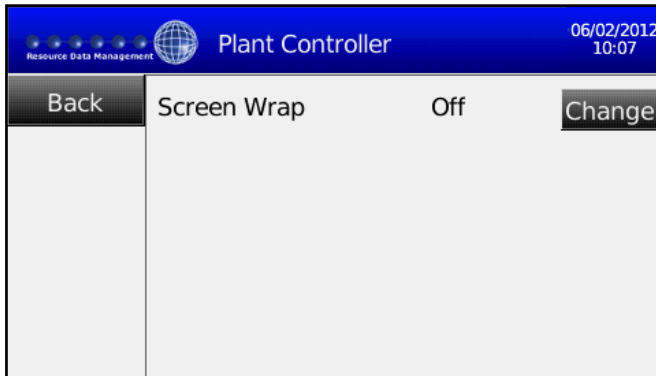 Resource Data Management
Plant Controller
06/02/2012
10:07
Back
Screen Wrap Off Change